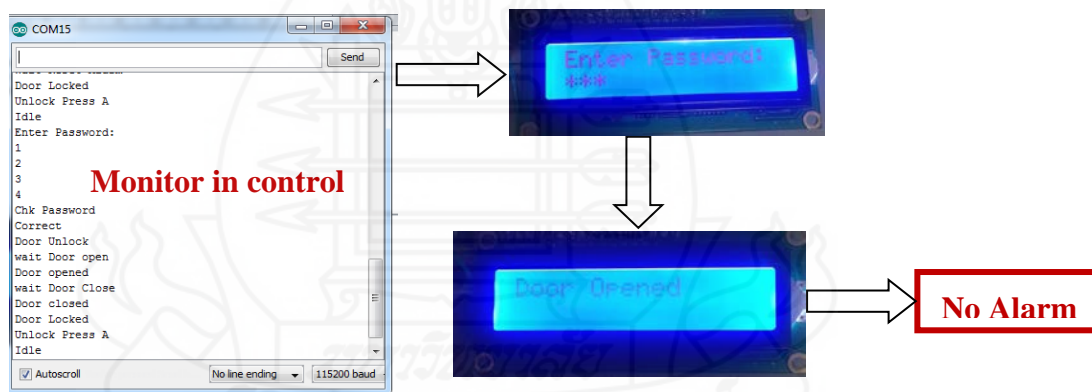 COM15
Send
Door Locked
Unlock Press A
Idle
Enter Password:
1
2
3
4
Chk Password
Correct
Door Unlock
wait Door open
Door opened
wait Door Close
Door closed
Door Locked
Unlock Press A
Idle
Autoscroll
No line ending
115200 baud
Monitor in control
Enter Password:
***
Door Opened
No Alarm